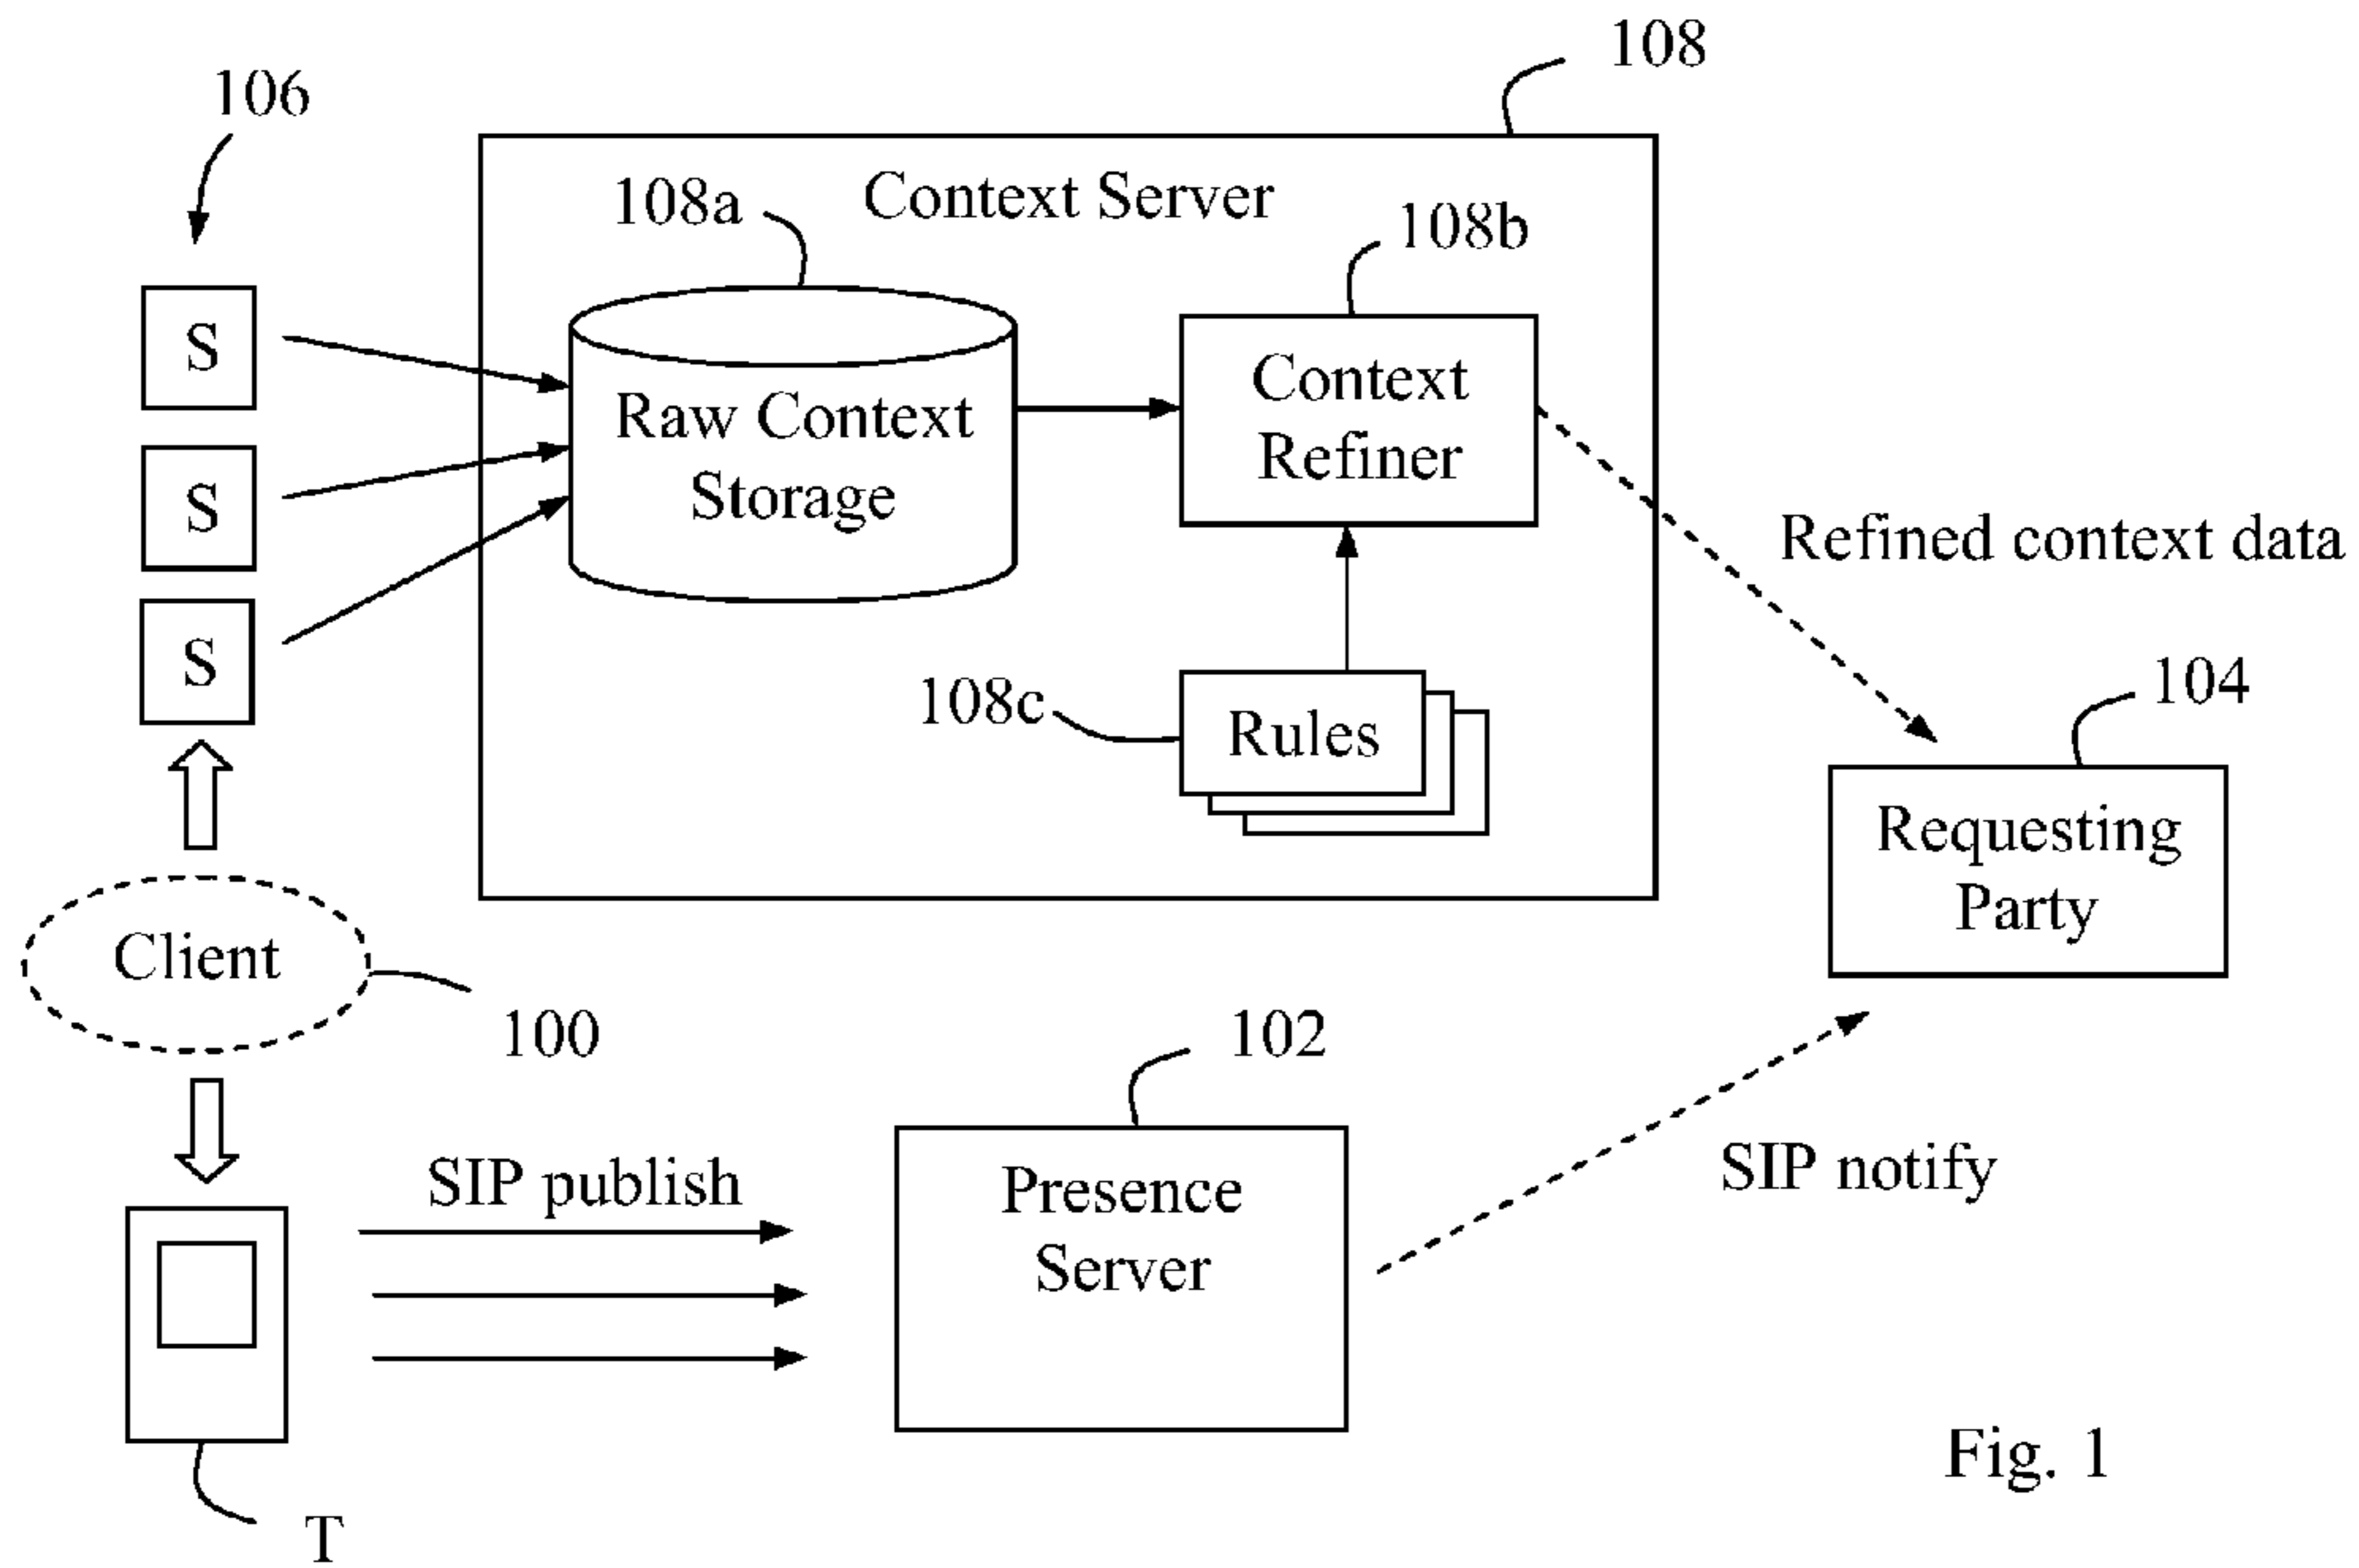 108
106
Context Server
108a
108b
S
Context
Refiner
Raw Context
Storage
S
Refined context data
S
108c
Rules
104
Requesting
Party
Client
100
102
SIP publish
Presence
Server
SIP notify
Fig. 1
T